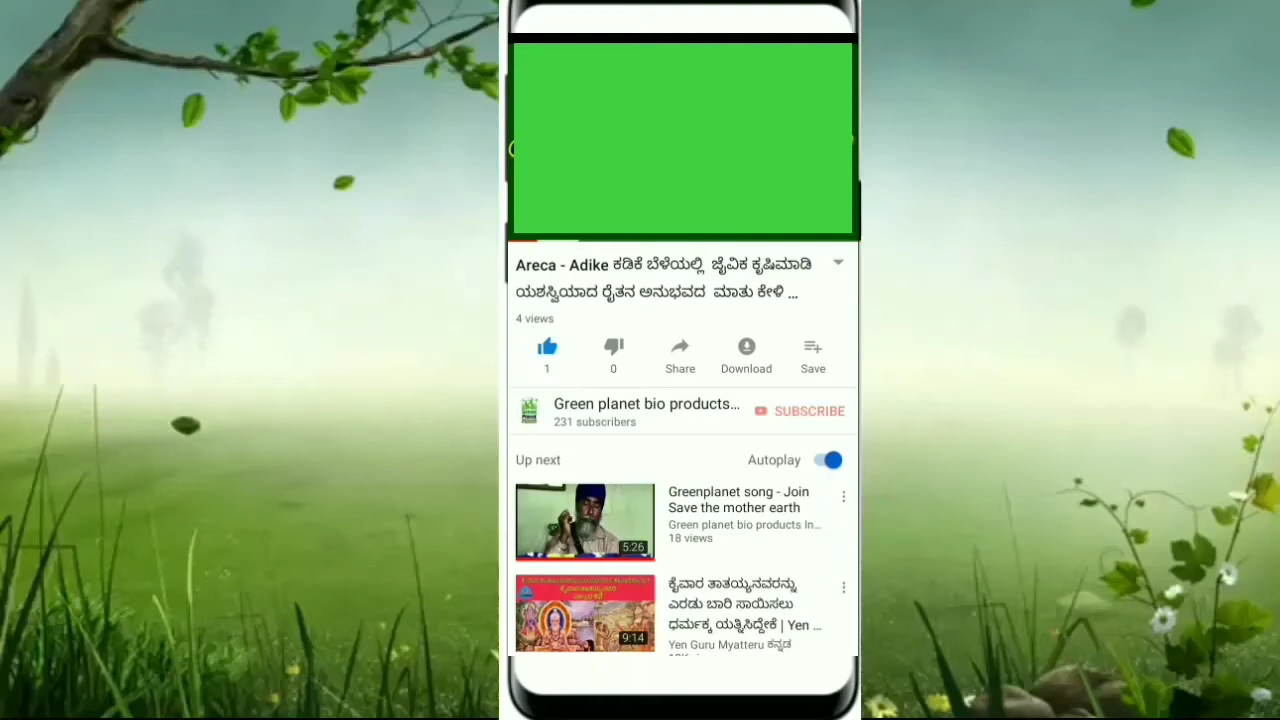 Areca - Adike ಕಡಿಕೆ ಬೆಳೆಯಲ್ಲಿ ಜೈವಿಕ ಕೃಷಿಮಾಡಿ
ಯಶಸ್ವಿಯಾದ ರೈತನ ಅನುಭವದ ಮಾತು ಕೇಳಿ ...
4 views
1
0
Share
Download
Save
Green planet bio products...
231 subscribers
SUBSCRIBE
Up next
Autoplay
5:26
Greenplanet song - Join
Save the mother earth
Green planet bio products In...
18 views
9:14
ಕೈವಾರ ತಾತಯ್ಯನವರನ್ನು
ಎರಡು ಬಾರಿ ಸಾಯಿಸಲು
ಧರ್ಮಕ್ಕ ಯತ್ನಿಸಿದ್ದೇಕೆ | Yen ...
Yen Guru Myatteru ಕನ್ನಡ